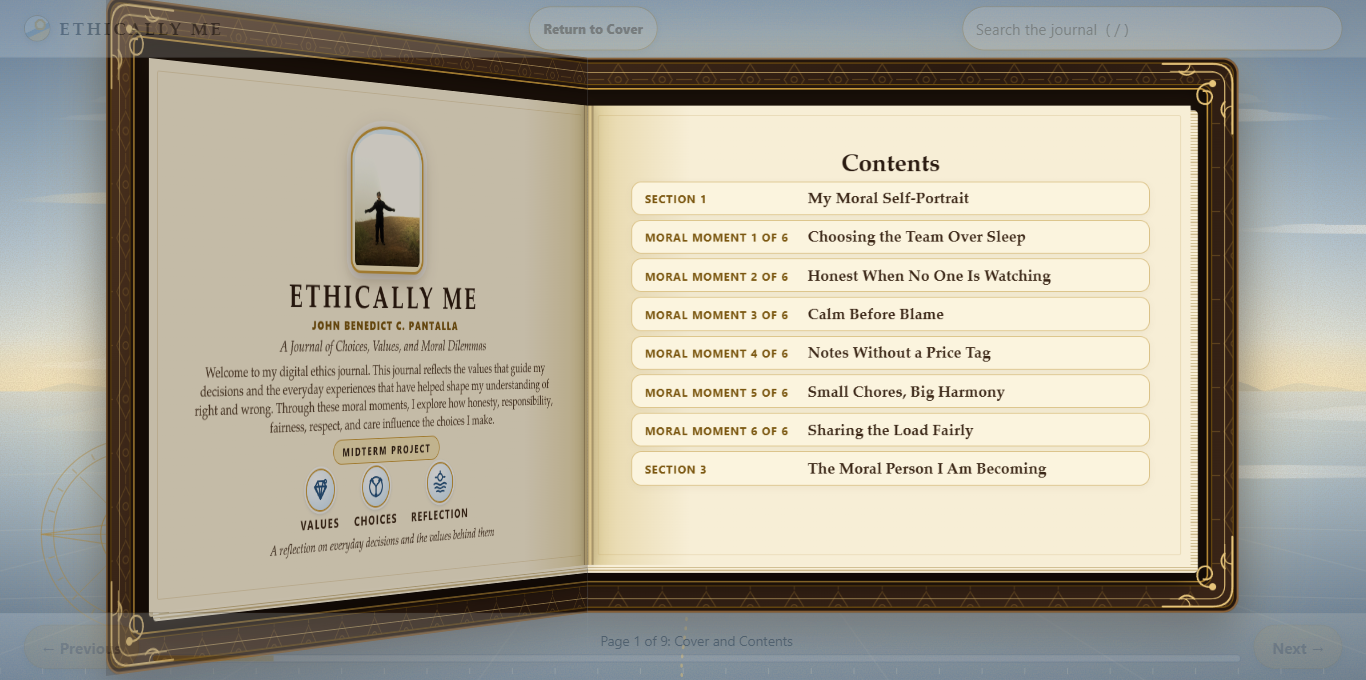 ETHICALLY ME
Return to Cover
Search the journal ( / )
ETHICALLY ME
JOHN BENEDICT C. PANTALLA
A Journal of Choices, Values, and Moral Dilemmas
Welcome to my digital ethics journal. This journal reflects the values that guide my
decisions and the everyday experiences that have helped shape my understanding of
right and wrong. Through these moral moments, I explore how honesty, responsibility,
fairness, respect, and care influence the choices I make.
MIDTERM PROJECT
VALUES CHOICES REFLECTION
A reflection on everyday decisions and the values behind them
Contents
SECTION 1 My Moral Self-Portrait
MORAL MOMENT 1 OF 6 Choosing the Team Over Sleep
MORAL MOMENT 2 OF 6 Honest When No One Is Watching
MORAL MOMENT 3 OF 6 Calm Before Blame
MORAL MOMENT 4 OF 6 Notes Without a Price Tag
MORAL MOMENT 5 OF 6 Small Chores, Big Harmony
MORAL MOMENT 6 OF 6 Sharing the Load Fairly
SECTION 3 The Moral Person I Am Becoming
← Previous
Page 1 of 9: Cover and Contents
Next →